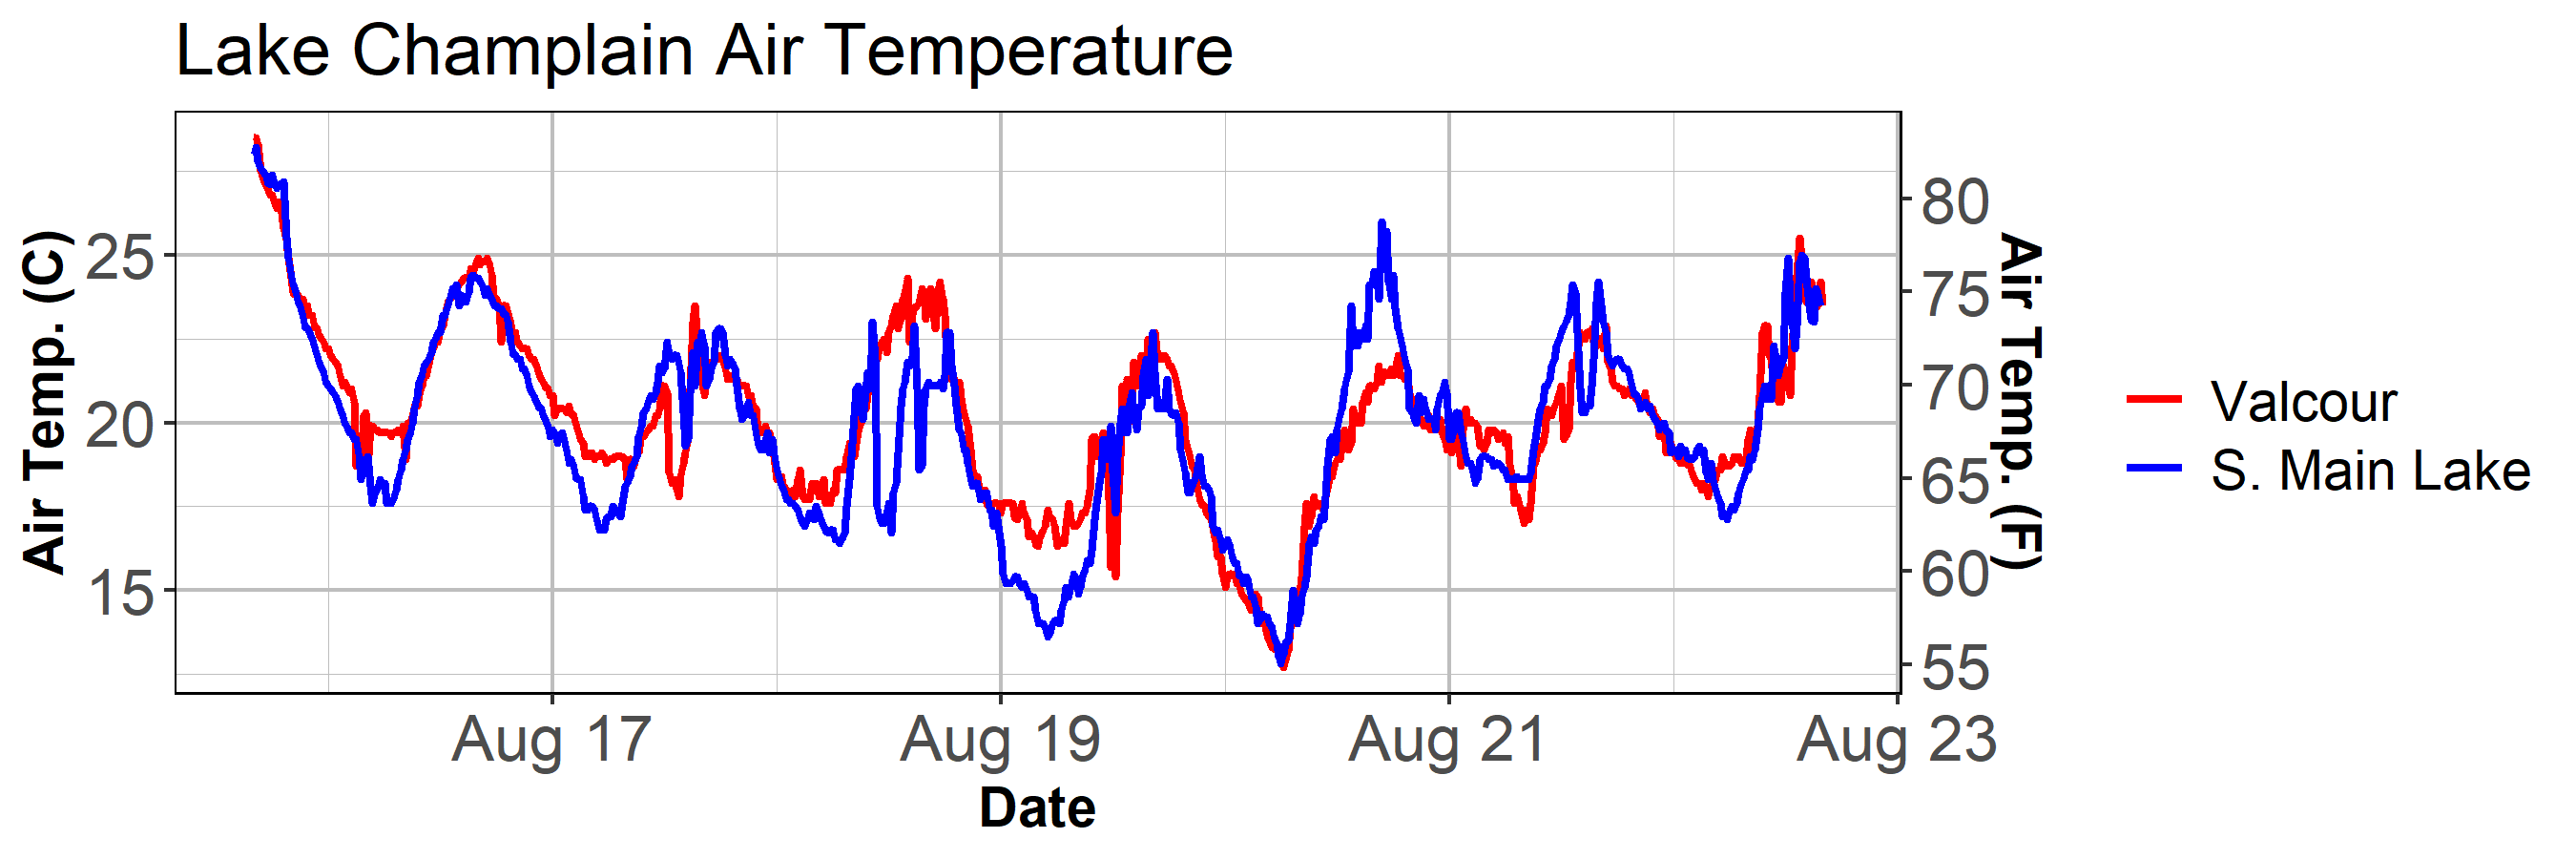 Lake Champlain Air Temperature
Air Temp. (C)
25
20
15
80
75
70
65
60
55
Air Temp. (F)
Aug 17
Aug 19
Aug 21
Aug 23
Date
Valcour
S. Main Lake